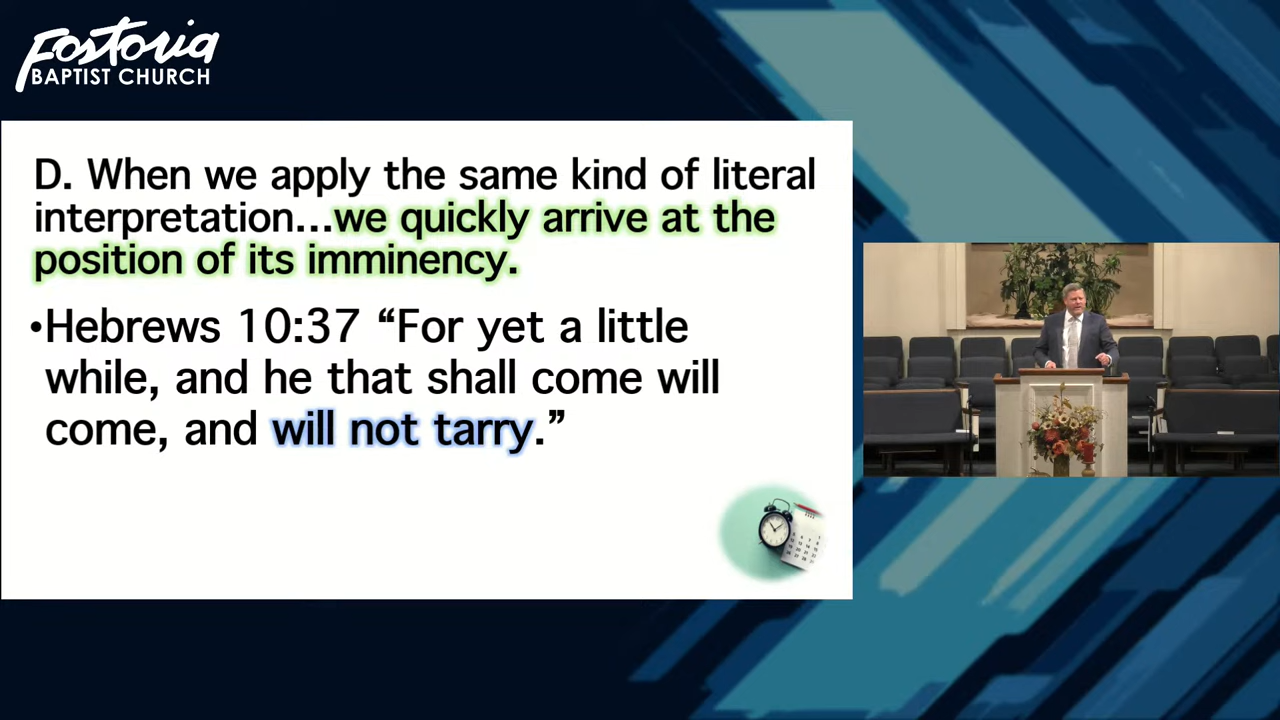 Fostoria
BAPTIST CHURCH
D. When we apply the same kind of literal
interpretation...we quickly arrive at the
position of its imminency.
•Hebrews 10:37 “For yet a little
while, and he that shall come will
come, and will not tarry.”